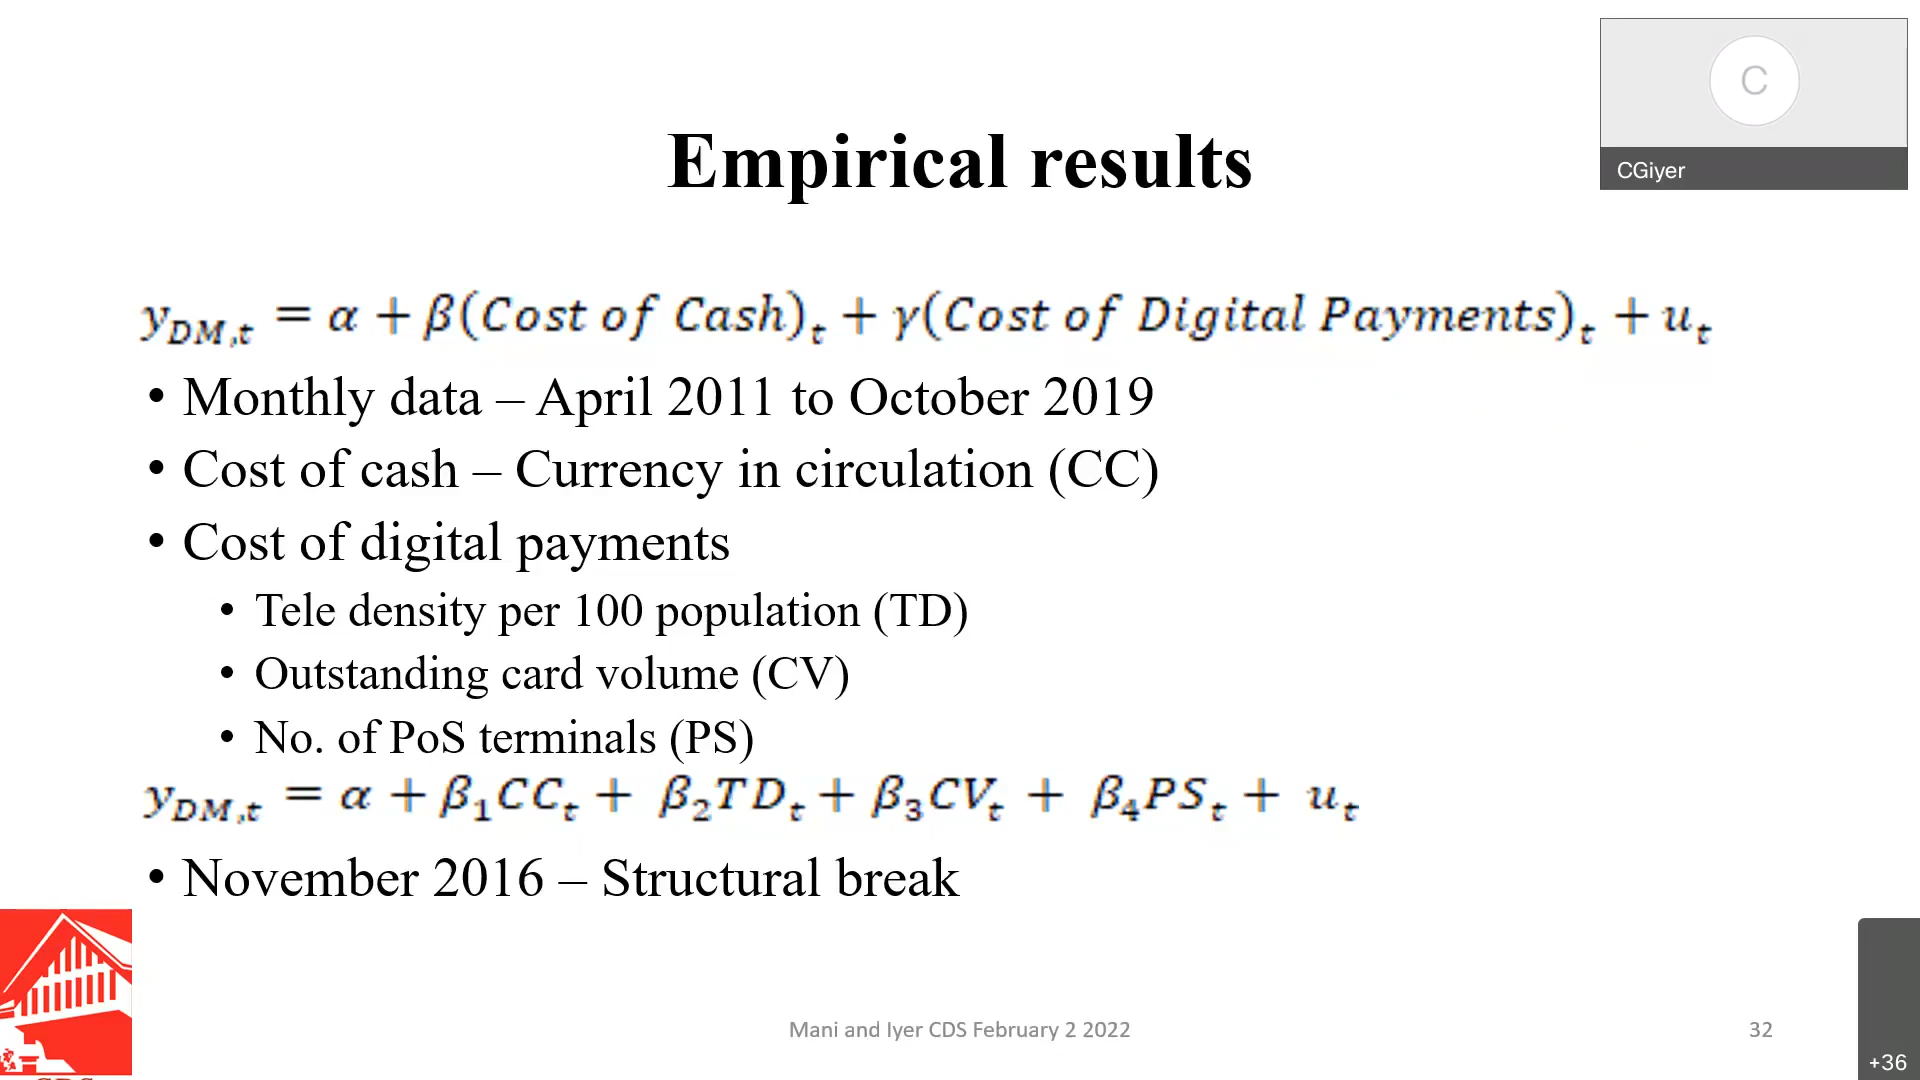 C
CGiyer
Empirical results
y_{DM,t} = α + β(Cost of Cash)_t + γ(Cost of Digital Payments)_t + u_t
• Monthly data – April 2011 to October 2019
• Cost of cash – Currency in circulation (CC)
• Cost of digital payments
• Tele density per 100 population (TD)
• Outstanding card volume (CV)
• No. of PoS terminals (PS)
y_{DM,t} = α + β_1CC_t + β_2TD_t + β_3CV_t + β_4PS_t + u_t
• November 2016 – Structural break
Mani and Iyer CDS February 2 2022
32
+36